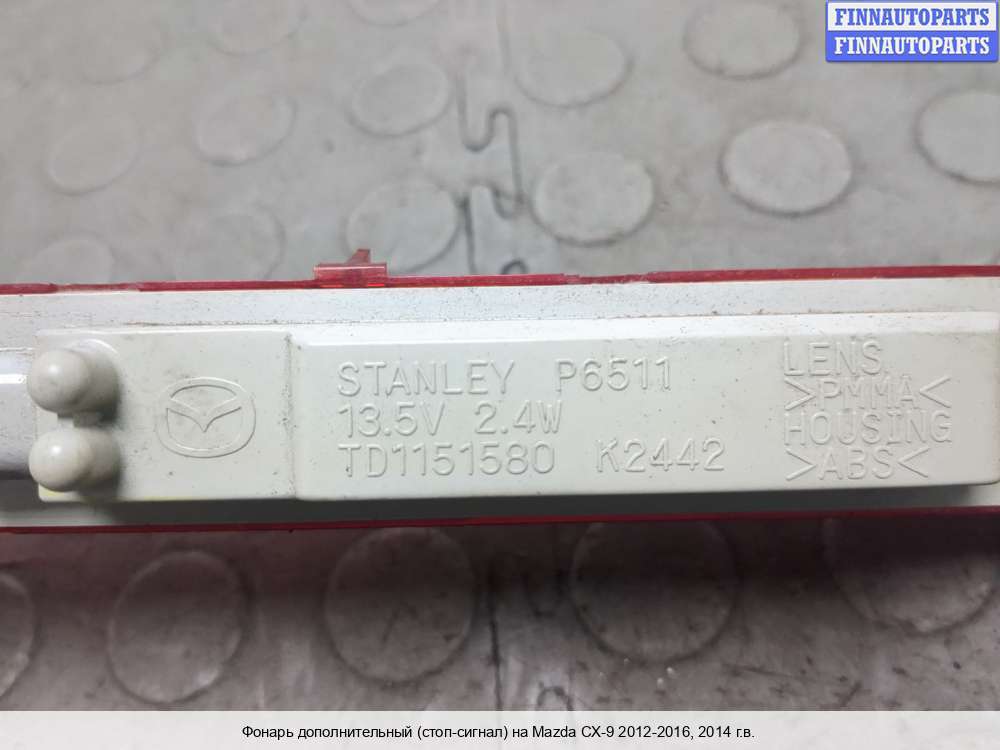 FINNAUTOPARTS
FINNAUTOPARTS
STANLEY P6511
13.5V 2.4W
TD1151580 K2442
LENS
>PMMA<
HOUSING
>ABS<
Фонарь дополнительный (стоп-сигнал) на Mazda CX-9 2012-2016, 2014 г.в.